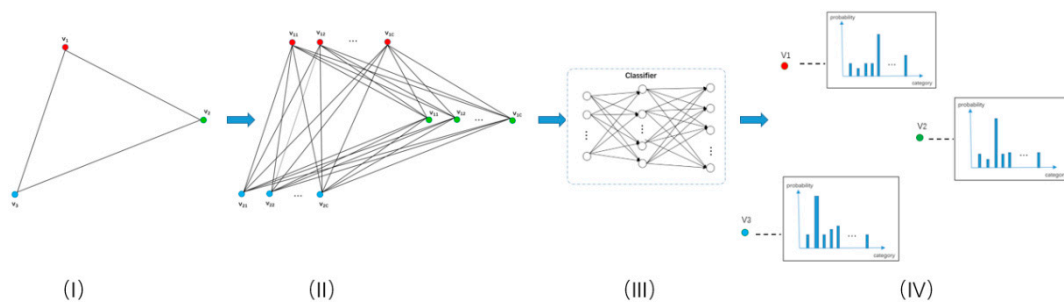 V1
V2
V3
(I)
V11
V12
...
V1C
V11
V12
...
V1C
V21
V22
...
V2C
(II)
Classifier
(III)
V1
probability
...
category
V2
probability
...
category
V3
probability
...
category
(IV)